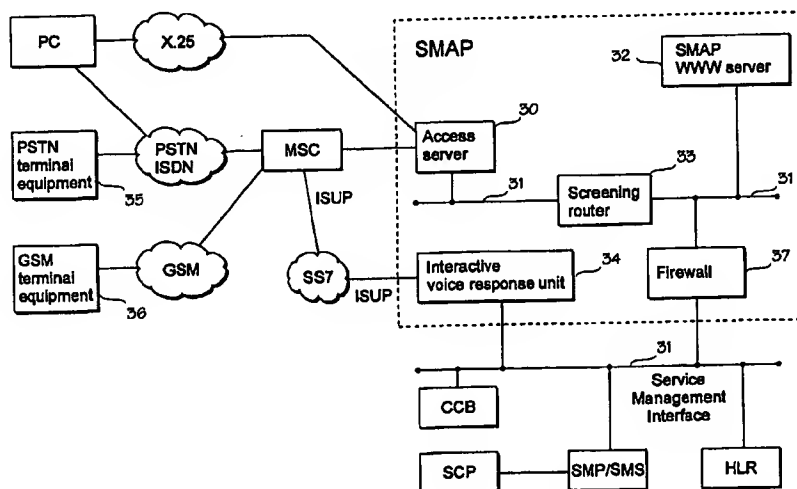 PC
X.25
SMAP
32
SMAP
WWW server
30
Access
server
33
PSTN
terminal
equipment
35
PSTN
ISDN
MSC
31
Screening
router
31
ISUP
GSM
terminal
equipment
36
GSM
SS7
ISUP
Interactive
voice response unit
34
Firewall
37
31
CCB
Service
Management
Interface
SCP
SMP/SMS
HLR